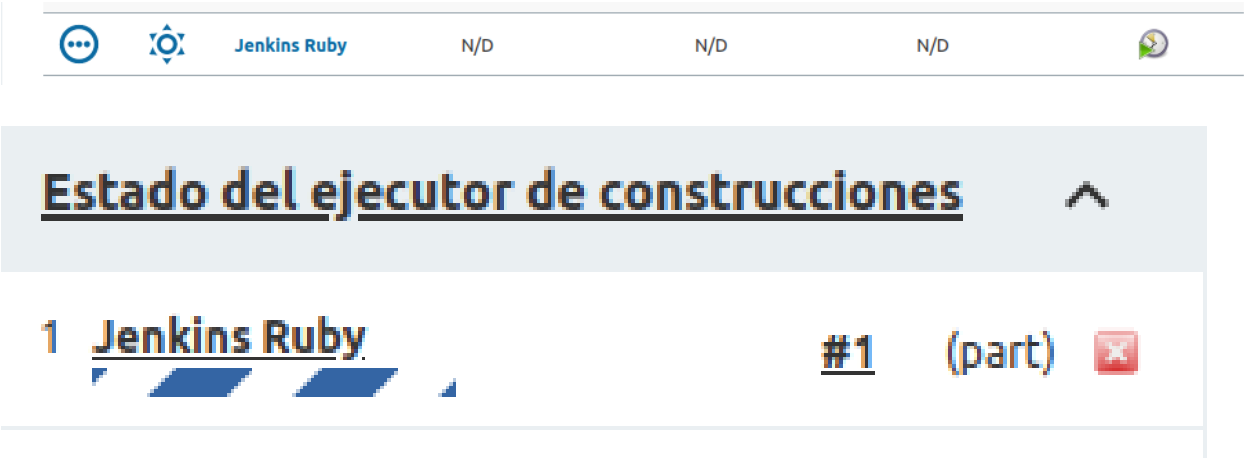 Jenkins Ruby N/D N/D N/D
Estado del ejecutor de construcciones
1 Jenkins Ruby #1 (part)